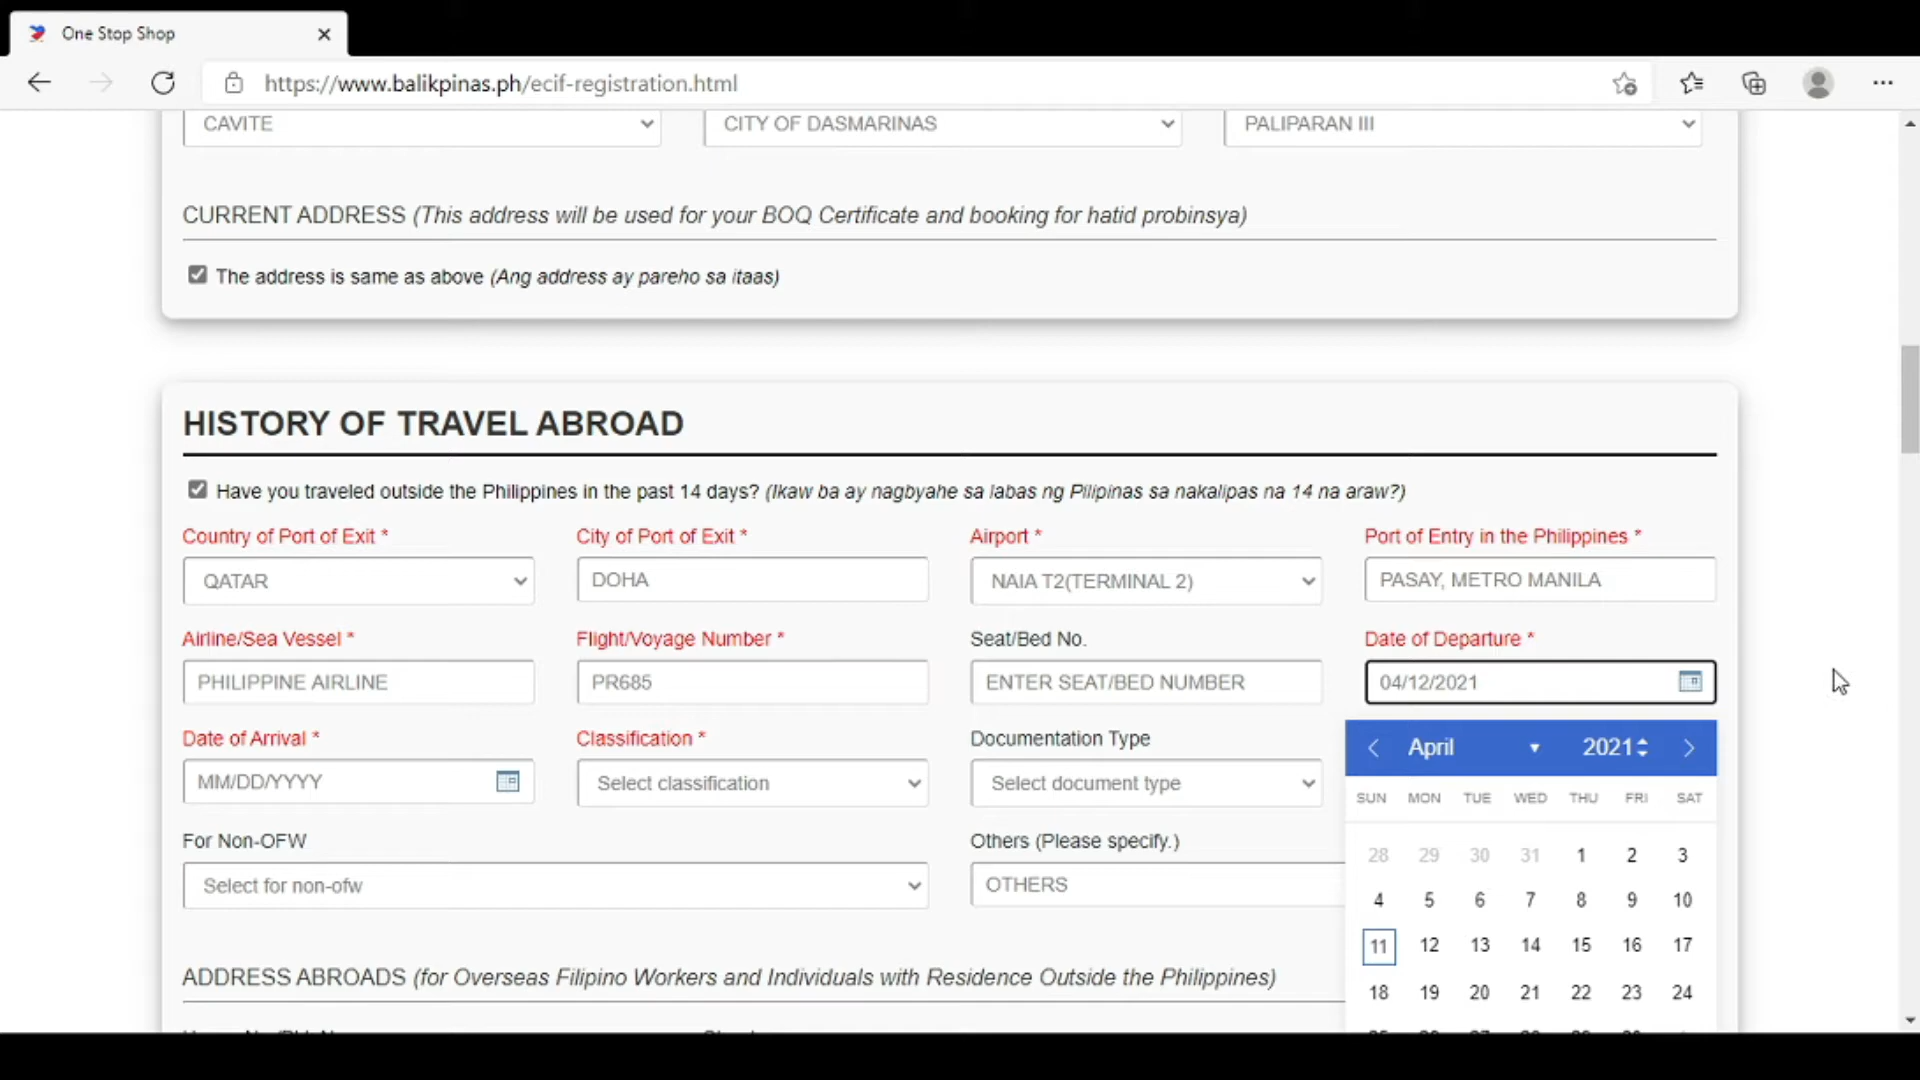 One Stop Shop
https://www.balikpinas.ph/ecif-registration.html
CAVITE CITY OF DASMARINAS PALIPARAN III
CURRENT ADDRESS (This address will be used for your BOQ Certificate and booking for hatid probinsya)
The address is same as above (Ang address ay pareho sa itaas)
HISTORY OF TRAVEL ABROAD
Have you traveled outside the Philippines in the past 14 days? (Ikaw ba ay nagbyahe sa labas ng Pilipinas sa nakalipas na 14 na araw?)
Country of Port of Exit * City of Port of Exit * Airport * Port of Entry in the Philippines *
QATAR DOHA NAIA T2(TERMINAL 2) PASAY, METRO MANILA
Airline/Sea Vessel * Flight/Voyage Number * Seat/Bed No. Date of Departure *
PHILIPPINE AIRLINE PR685 ENTER SEAT/BED NUMBER 04/12/2021
Date of Arrival * Classification * Documentation Type
MM/DD/YYYY Select classification Select document type
For Non-OFW Others (Please specify.)
Select for non-ofw OTHERS
April 2021
SUN MON TUE WED THU FRI SAT
28 29 30 31 1 2 3
4 5 6 7 8 9 10
11 12 13 14 15 16 17
18 19 20 21 22 23 24
ADDRESS ABROADS (for Overseas Filipino Workers and Individuals with Residence Outside the Philippines)